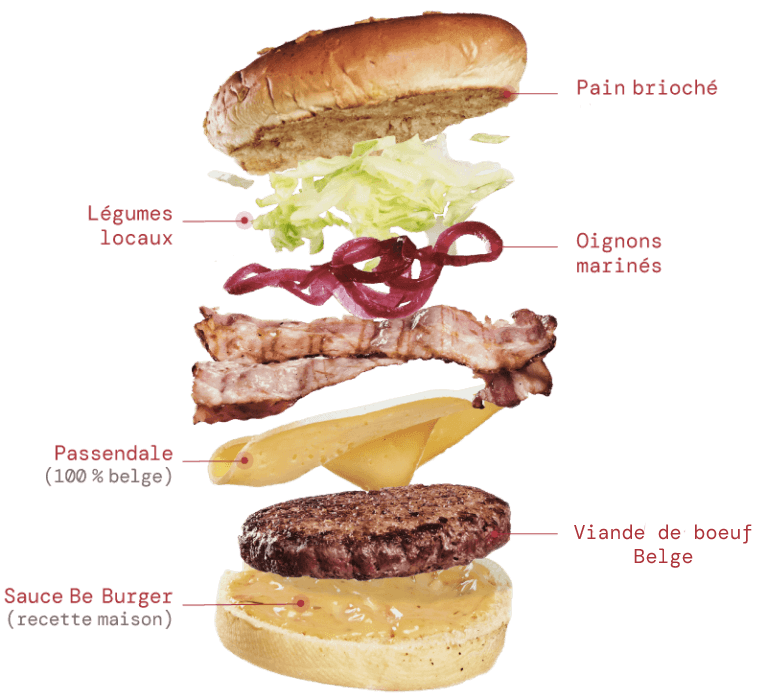 Pain brioché
Légumes
locaux
Oignons
marinés
Passendale
(100 % belge)
Viande de boeuf
Belge
Sauce Be Burger
(recette maison)